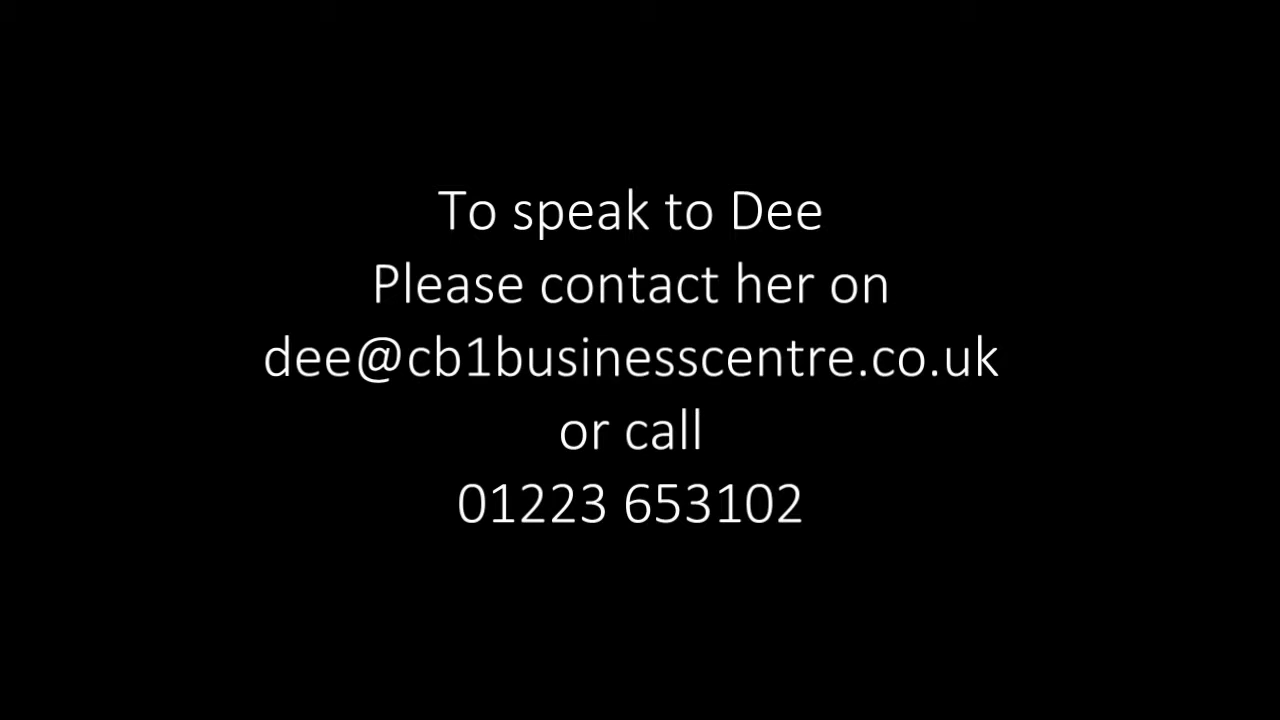 To speak to Dee
Please contact her on
dee@cb1businesscentre.co.uk
or call
01223 653102